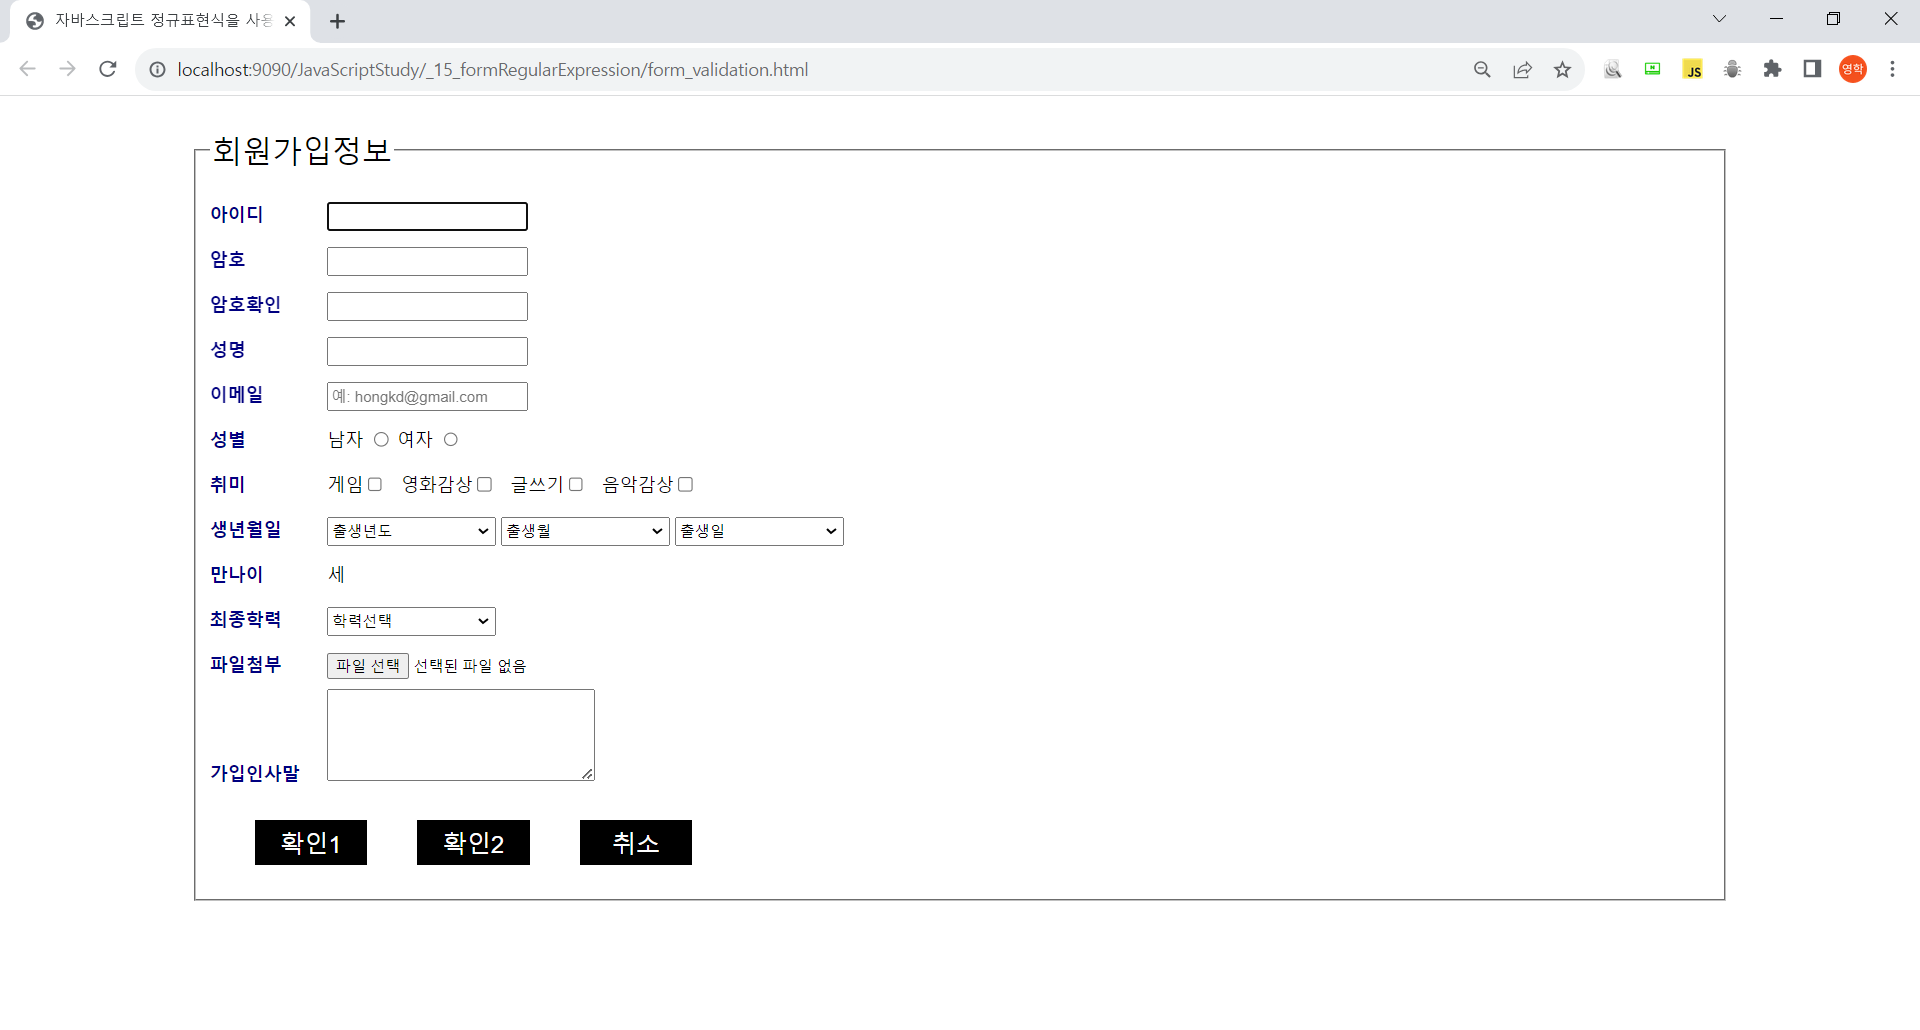 자바스크립트 정규표현식을 사용
localhost:9090/JavaScriptStudy/_15_formRegularExpression/form_validation.html
JS
영학
회원가입정보
아이디
암호
암호확인
성명
이메일 예: hongkd@gmail.com
성별 남자 여자
취미 게임 영화감상 글쓰기 음악감상
생년월일 출생년도 출생월 출생일
만나이 세
최종학력 학력선택
파일첨부 파일 선택 선택된 파일 없음
가입인사말
확인1 확인2 취소